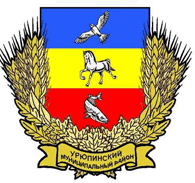 УРЮПИНСКИЙ
МУНИЦИПАЛЬНЫЙ РАЙОН